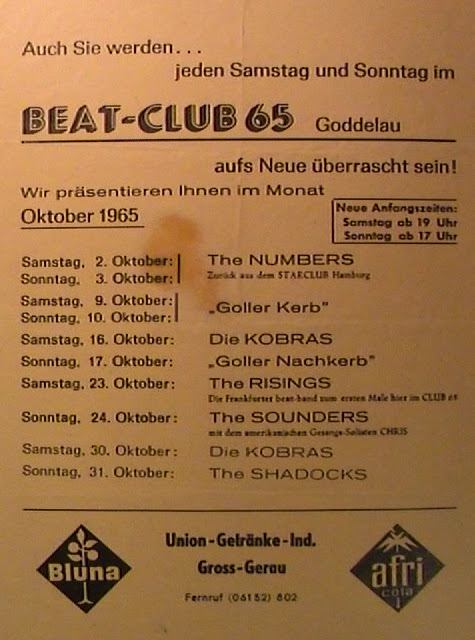 Auch Sie werden...
jeden Samstag und Sonntag im
BEAT-CLUB 65 Goddelau
aufs Neue überrascht sein!
Wir präsentieren Ihnen im Monat
Oktober 1965
Neue Anfangszeiten:
Samstag ab 19 Uhr
Sonntag ab 17 Uhr
Samstag, 2. Oktober: The NUMBERS
Sonntag, 3. Oktober: Zurück aus dem STARCLUB Hamburg
Samstag, 9. Oktober:
Sonntag, 10. Oktober: „Goller Kerb"
Samstag, 16. Oktober: Die KOBRAS
Sonntag, 17. Oktober: „Goller Nachkerb"
Samstag, 23. Oktober: The RISINGS
Die Frankfurter beat-band zum ersten Male hier im CLUB 65
Sonntag, 24. Oktober: The SOUNDERS
mit dem amerikanischen Gesangs-Solisten CHRIS
Samstag, 30. Oktober: Die KOBRAS
Sonntag, 31. Oktober: The SHADOCKS
Bluna
Union-Getränke-Ind.
Gross-Gerau
Fernruf (06152) 802
afri
cola